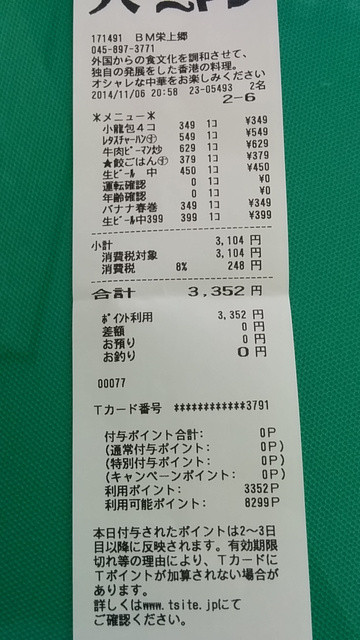 171491 BM栄上郷
045-897-3771
外国からの食文化を調和させて、
独自の発展をした香港の料理。
オシャレな中華をお楽しみください
2014/11/06 20:58 23-05493 2名
2-6
*メニュー*
小籠包4コ 349 1コ ¥349
ﾚﾀｽﾁｬｰﾊﾝ㊛ 549 1コ ¥549
牛肉ﾋﾟｰﾏﾝ炒 629 1コ ¥629
★餃ごはん㊛ 379 1コ ¥379
生ﾋﾞｰﾙ 中 450 1コ ¥450
運転確認 0 1コ ¥0
年齢確認 0 1コ ¥0
バナナ春巻 349 1コ ¥349
生ﾋﾞｰﾙ中399 399 1コ ¥399
小計 3,104 円
消費税対象 3,104 円
消費税 8% 248 円
合計 3,352 円
ﾎﾟｲﾝﾄ利用 3,352 円
差額 0 円
お預り 0 円
お釣り 0 円
00077
Tカード番号 ************3791
付与ポイント合計: 0P
(通常付与ポイント: 0P)
(特別付与ポイント: 0P)
(キャンペーンポイント: 0P)
利用ポイント: 3352P
利用可能ポイント: 8299P
本日付与されたポイントは2〜3日
目以降に反映されます。有効期限
切れ等の理由により、Tカードに
Tポイントが加算されない場合が
あります。
詳しくはwww.tsite.jpにて
ご確認ください。